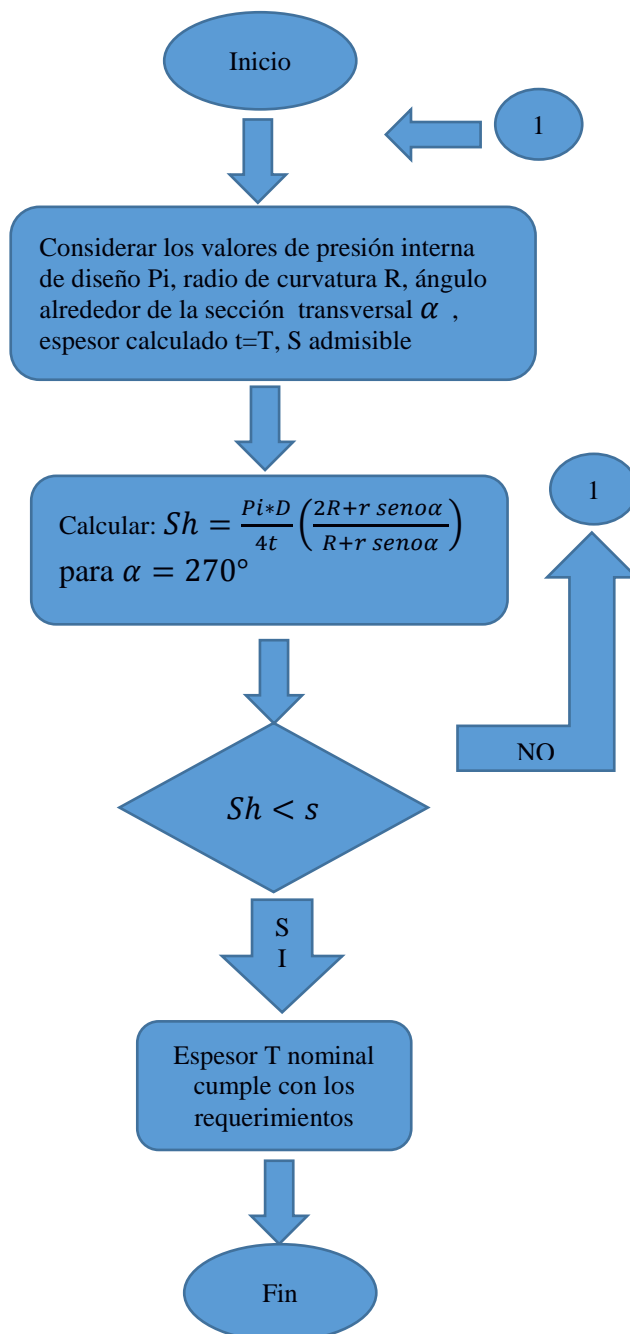 Inicio
1
Considerar los valores de presión interna
de diseño Pi, radio de curvatura R, ángulo
alrededor de la sección transversal 𝛼 ,
espesor calculado t=T, S admisible
1
Calcular: 𝑆ℎ = 𝑃𝑖∗𝐷/4𝑡 (2𝑅+𝑟 𝑠𝑒𝑛𝑜𝛼/𝑅+𝑟 𝑠𝑒𝑛𝑜𝛼)
para 𝛼 = 270°
NO
𝑆ℎ < 𝑠
S
I
Espesor T nominal
cumple con los
requerimientos
Fin